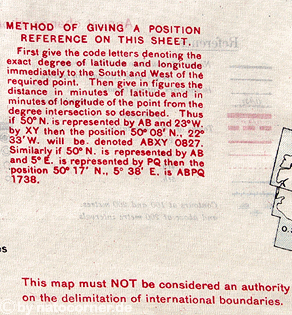 METHOD OF GIVING A POSITION
REFERENCE ON THIS SHEET.
First give the code letters denoting the
exact degree of latitude and longitude
immediately to the South and West of the
required point. Then give in figures the
distance in minutes of latitude and in
minutes of longitude of the point from the
degree intersection so described. Thus
if 50° N. is represented by AB and 23° W.
by XY then the position 50° 08' N., 22°
33' W. will be denoted ABXY 0827.
Similarly if 50° N. is represented by AB
and 5° E. is represented by PQ then the
position 50° 17' N., 5° 38' E. is ABPQ
1738.
es
0.
This map must NOT be considered an authority
on the delimitation of international boundaries.
© by natocorner.de